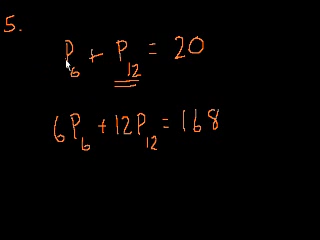 5.
P₆ + P₁₂ = 20
6P₆ + 12P₁₂ = 168